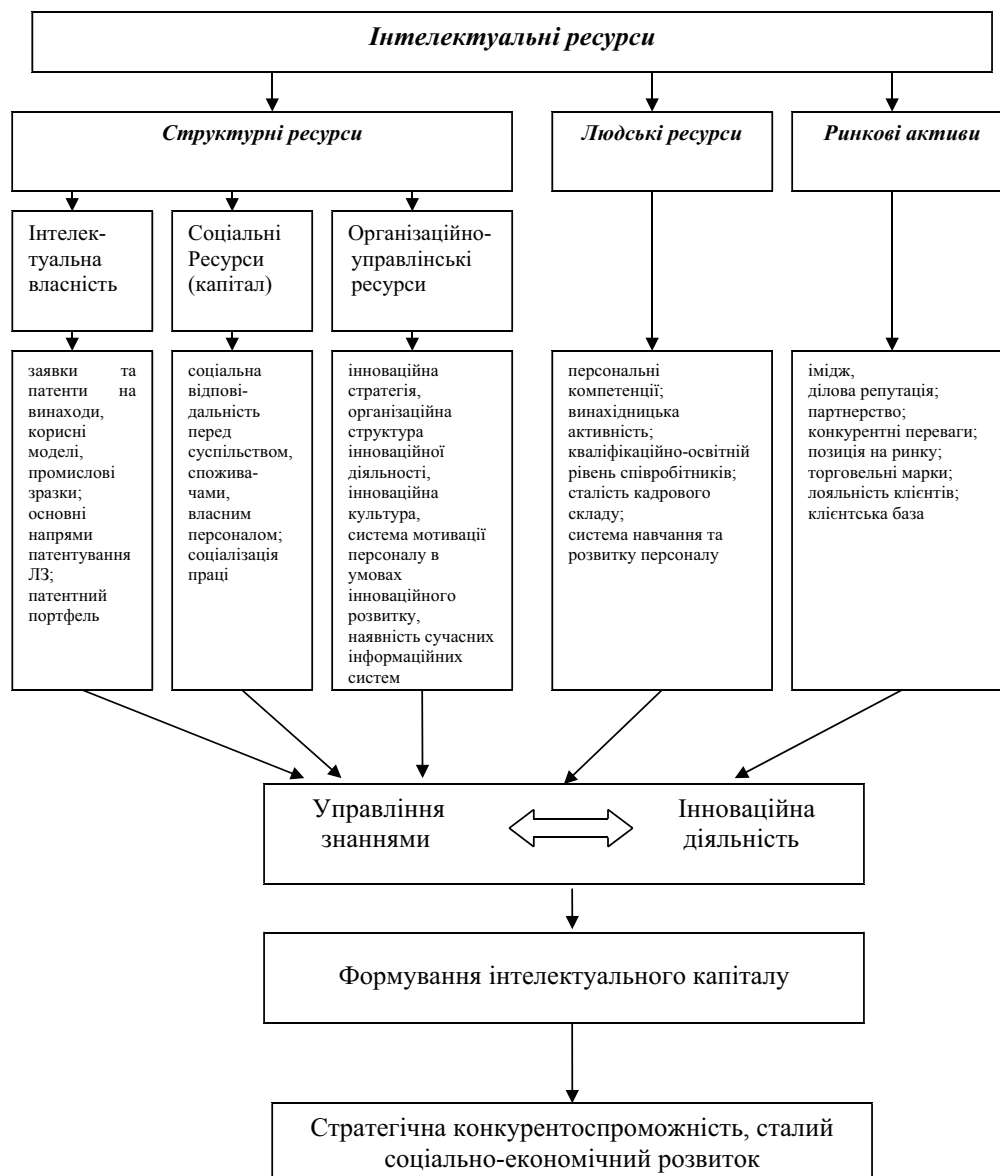 Інтелектуальні ресурси
Структурні ресурси
Людські ресурси
Ринкові активи
Інтелек-
туальна
власність
Соціальні
Ресурси
(капітал)
Організаційно-
управлінські
ресурси
заявки та
патенти на
винаходи,
корисні
моделі,
промислові
зразки;
основні
напрями
патентування
ЛЗ;
патентний
портфель
соціальна
відпові-
дальність
перед
суспільством,
спожива-
чами,
власним
персоналом;
соціалізація
праці
інноваційна
стратегія,
організаційна
структура
інноваційної
діяльності,
інноваційна
культура,
система мотивації
персоналу в
умовах
інноваційного
розвитку,
наявність сучасних
інформаційних
систем
персональні
компетенції;
винахідницька
активність;
кваліфікаційно-освітній
рівень співробітників;
сталість кадрового
складу;
система навчання та
розвитку персоналу
імідж,
ділова репутація;
партнерство;
конкурентні переваги;
позиція на ринку;
торговельні марки;
лояльність клієнтів;
клієнтська база
Управління
знаннями
Інноваційна
діяльність
Формування інтелектуального капіталу
Стратегічна конкурентоспроможність, сталий
соціально-економічний розвиток